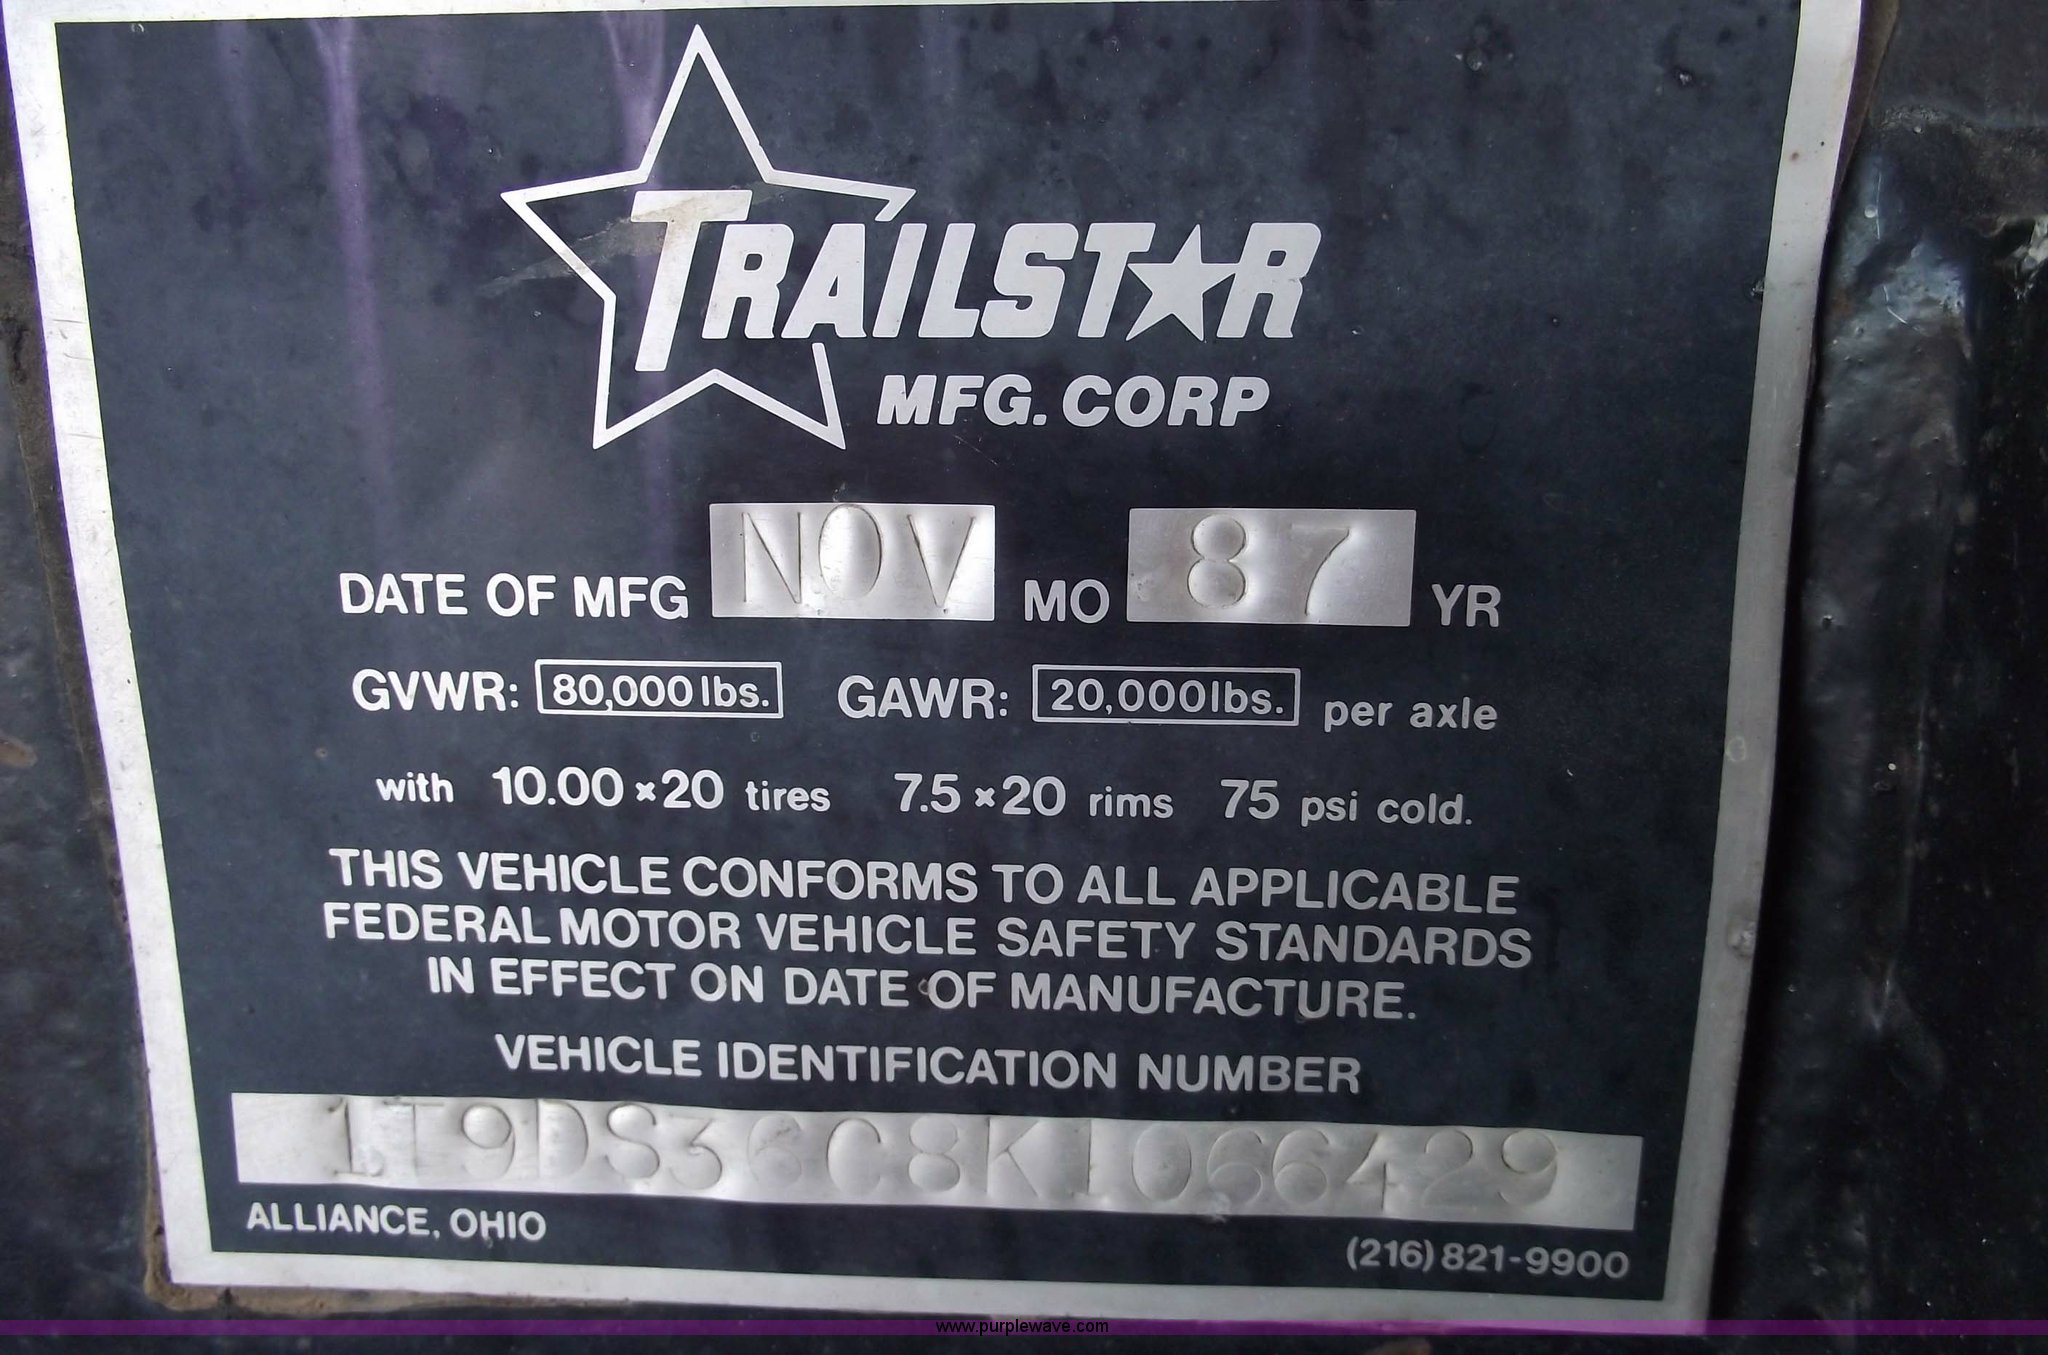 TRAILSTAR
MFG. CORP
DATE OF MFG NOV MO 87 YR
GVWR: 80,000 lbs. GAWR: 20,000 lbs. per axle
with 10.00 x 20 tires 7.5 x 20 rims 75 psi cold.
THIS VEHICLE CONFORMS TO ALL APPLICABLE
FEDERAL MOTOR VEHICLE SAFETY STANDARDS
IN EFFECT ON DATE OF MANUFACTURE.
VEHICLE IDENTIFICATION NUMBER
1T9DS36C8K1066429
ALLIANCE, OHIO
(216) 821-9900
www.purplewave.com